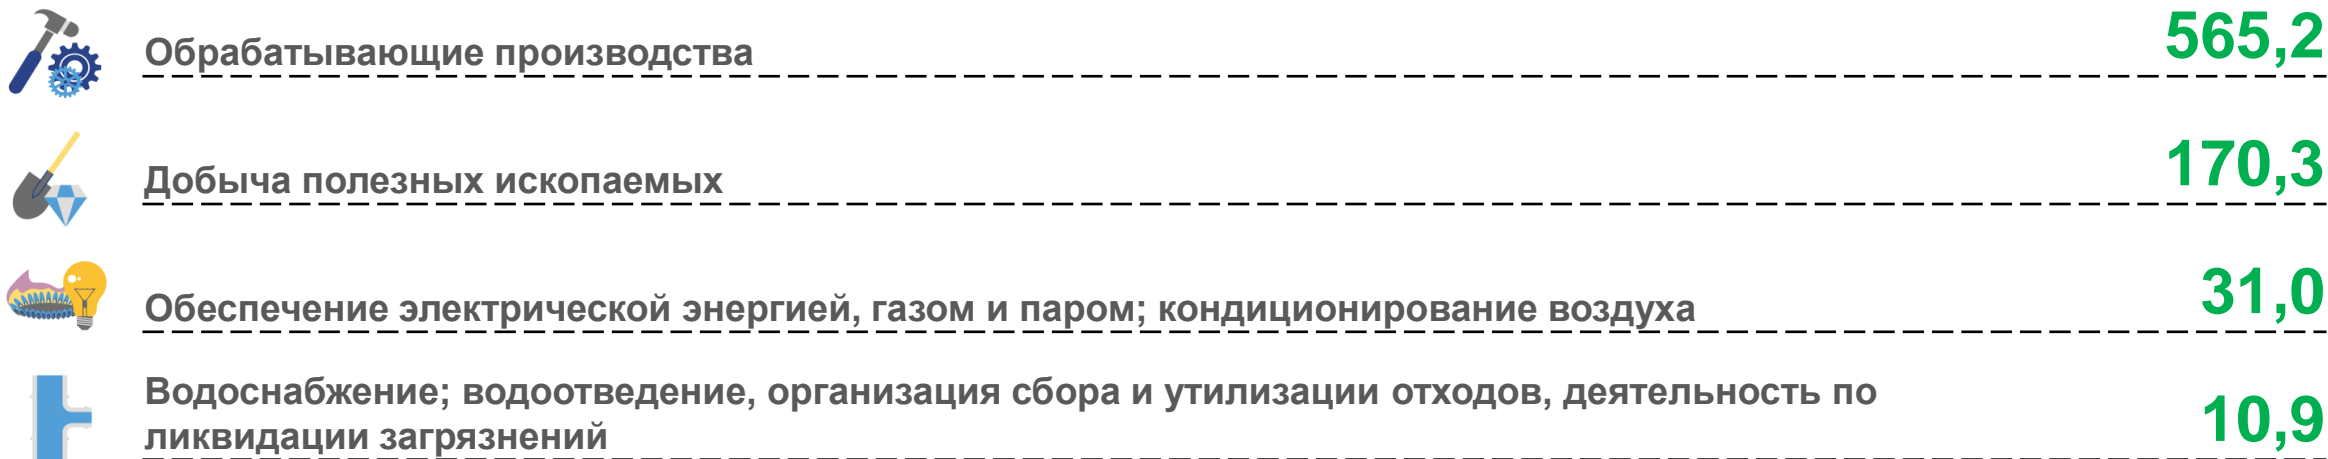 Обрабатывающие производства
565,2
Добыча полезных ископаемых
170,3
Обеспечение электрической энергией, газом и паром; кондиционирование воздуха
31,0
Водоснабжение; водоотведение, организация сбора и утилизации отходов, деятельность по
ликвидации загрязнений
10,9